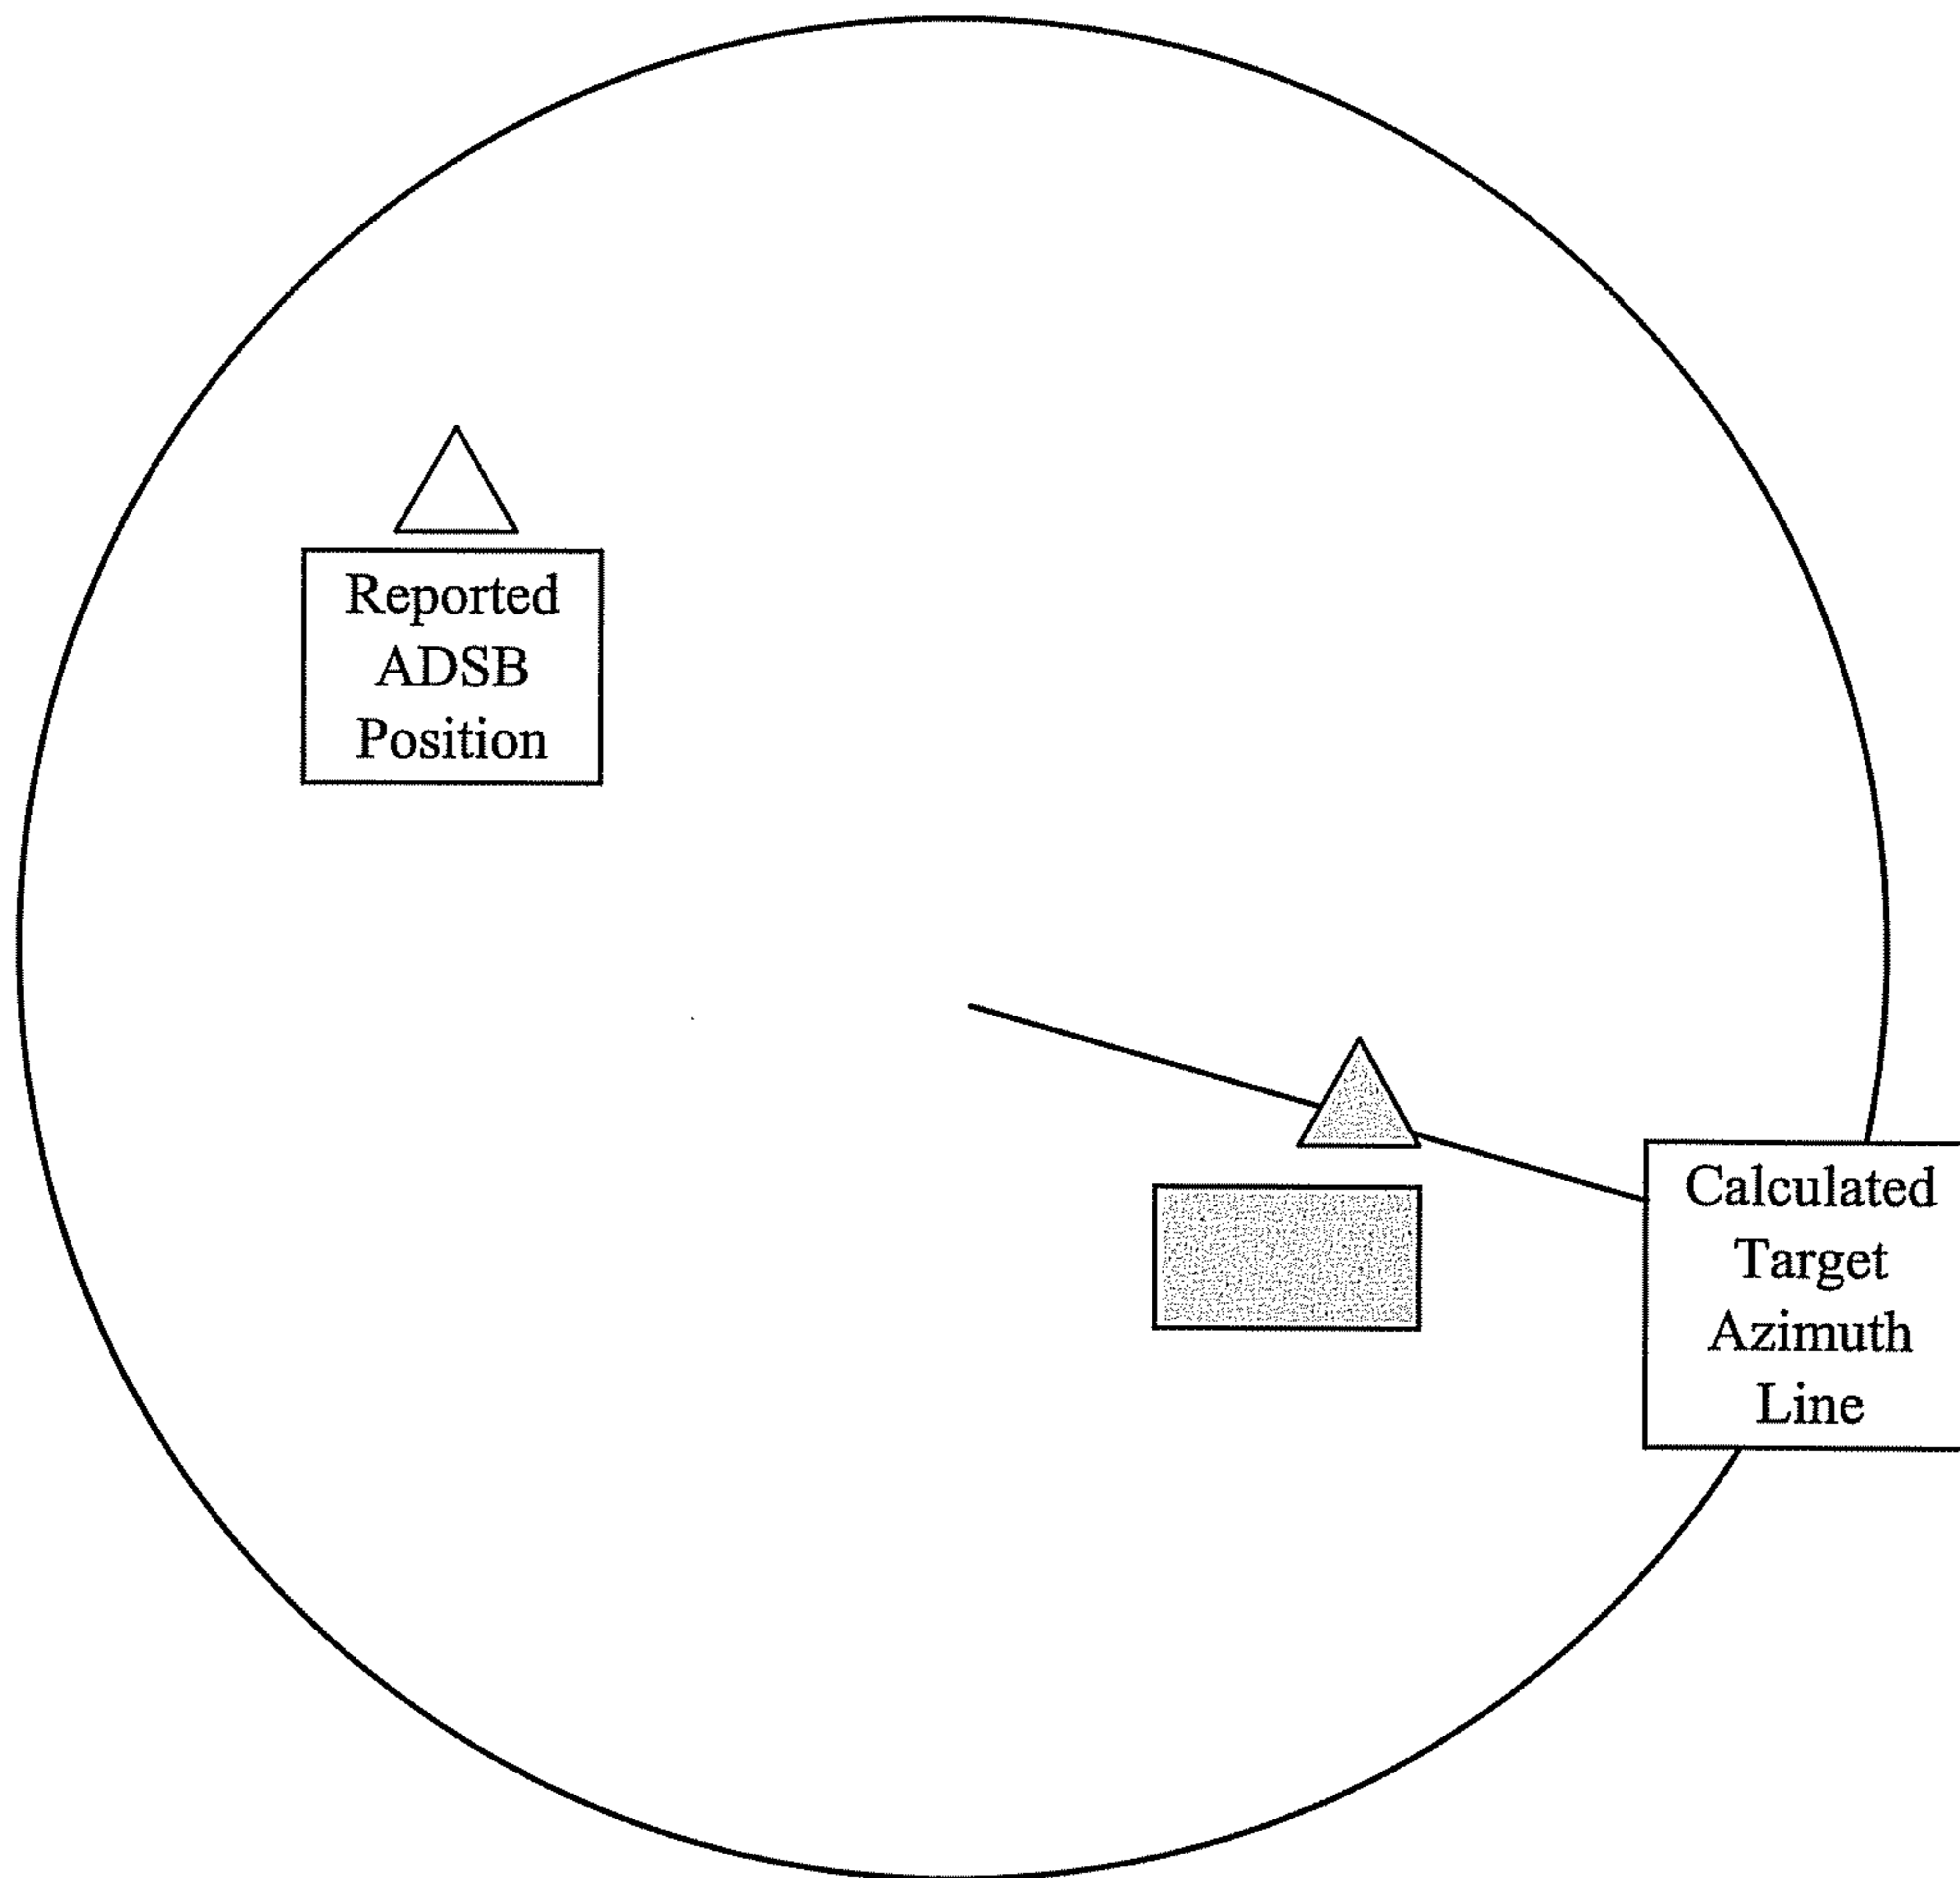 Reported
ADSB
Position
Calculated
Target
Azimuth
Line